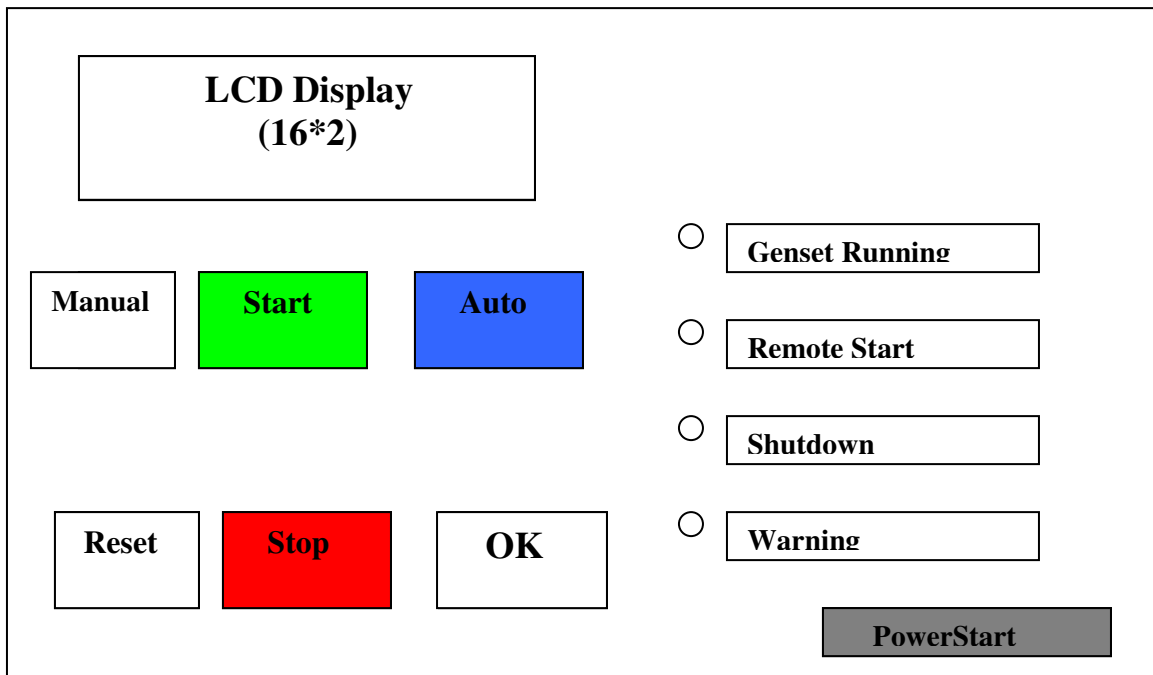 LCD Display
(16*2)
Genset Running
Manual
Start
Auto
Remote Start
Shutdown
Reset
Stop
OK
Warning
PowerStart